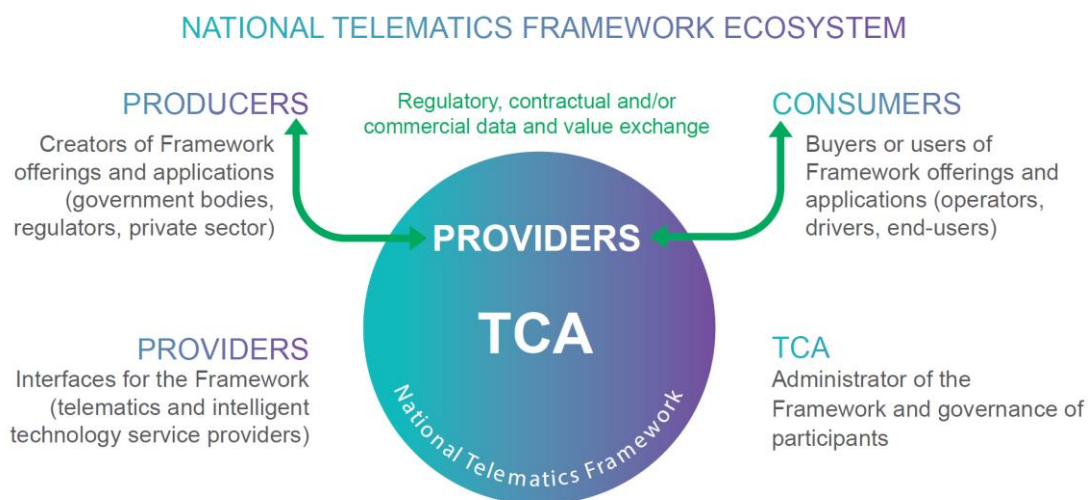 NATIONAL TELEMATICS FRAMEWORK ECOSYSTEM
PRODUCERS
Creators of Framework
offerings and applications
(government bodies,
regulators, private sector)
Regulatory, contractual and/or
commercial data and value exchange
CONSUMERS
Buyers or users of
Framework offerings and
applications (operators,
drivers, end-users)
PROVIDERS
TCA
National Telematics Framework
PROVIDERS
Interfaces for the Framework
(telematics and intelligent
technology service providers)
TCA
Administrator of the
Framework and governance of
participants